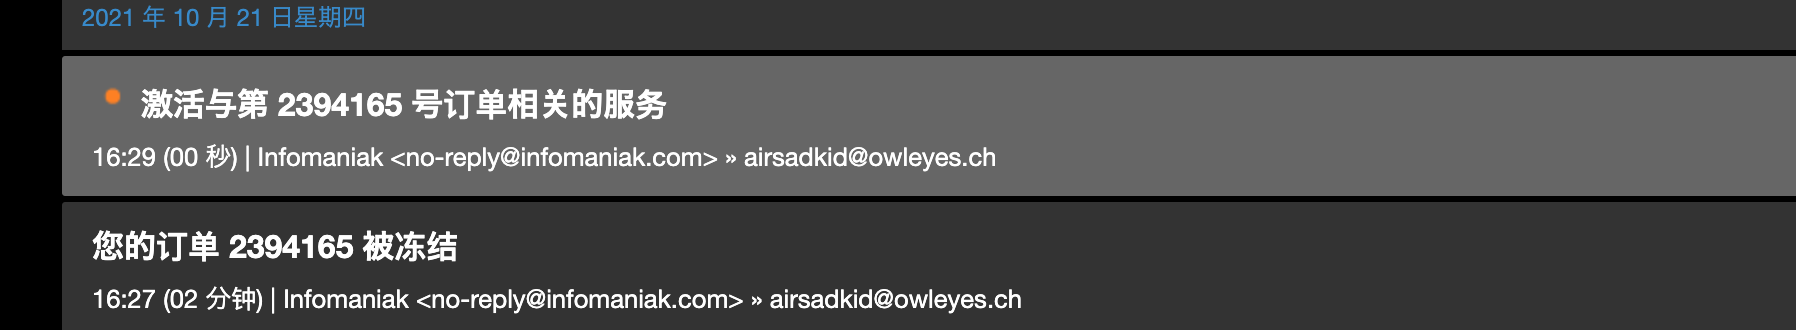 2021 年 10 月 21 日星期四
激活与第 2394165 号订单相关的服务
16:29 (00 秒) | Infomaniak <no-reply@infomaniak.com> » airsadkid@owleyes.ch
您的订单 2394165 被冻结
16:27 (02 分钟) | Infomaniak <no-reply@infomaniak.com> » airsadkid@owleyes.ch